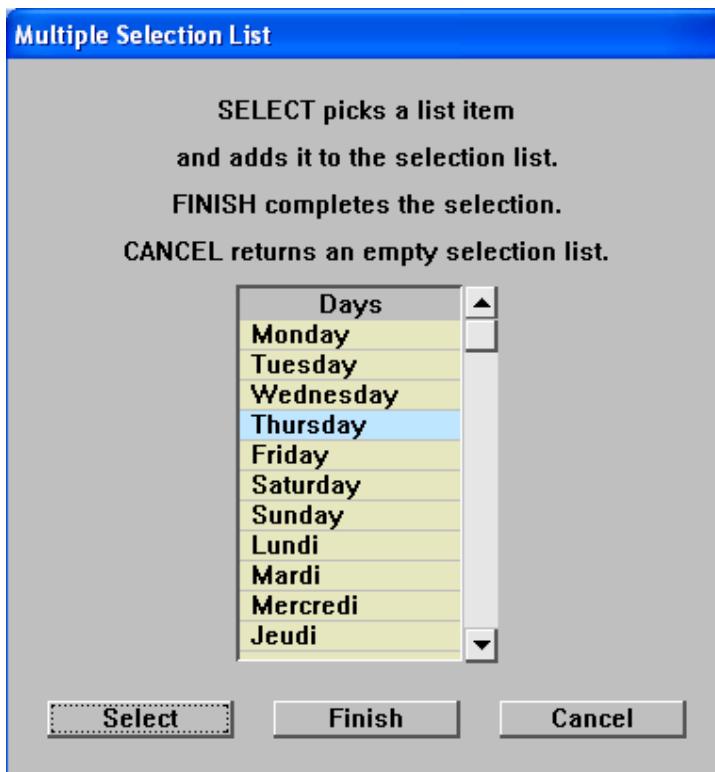 Multiple Selection List
SELECT picks a list item
and adds it to the selection list.
FINISH completes the selection.
CANCEL returns an empty selection list.
Days
Monday
Tuesday
Wednesday
Thursday
Friday
Saturday
Sunday
Lundi
Mardi
Mercredi
Jeudi
Select Finish Cancel